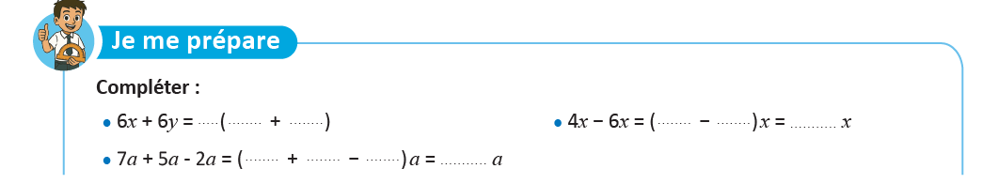 Je me prépare
Compléter :
• 6x + 6y = .....(........ + ........)
• 4x − 6x = (........ − ........)x = ........... x
• 7a + 5a - 2a = (........ + ........ − ........)a = ........... a